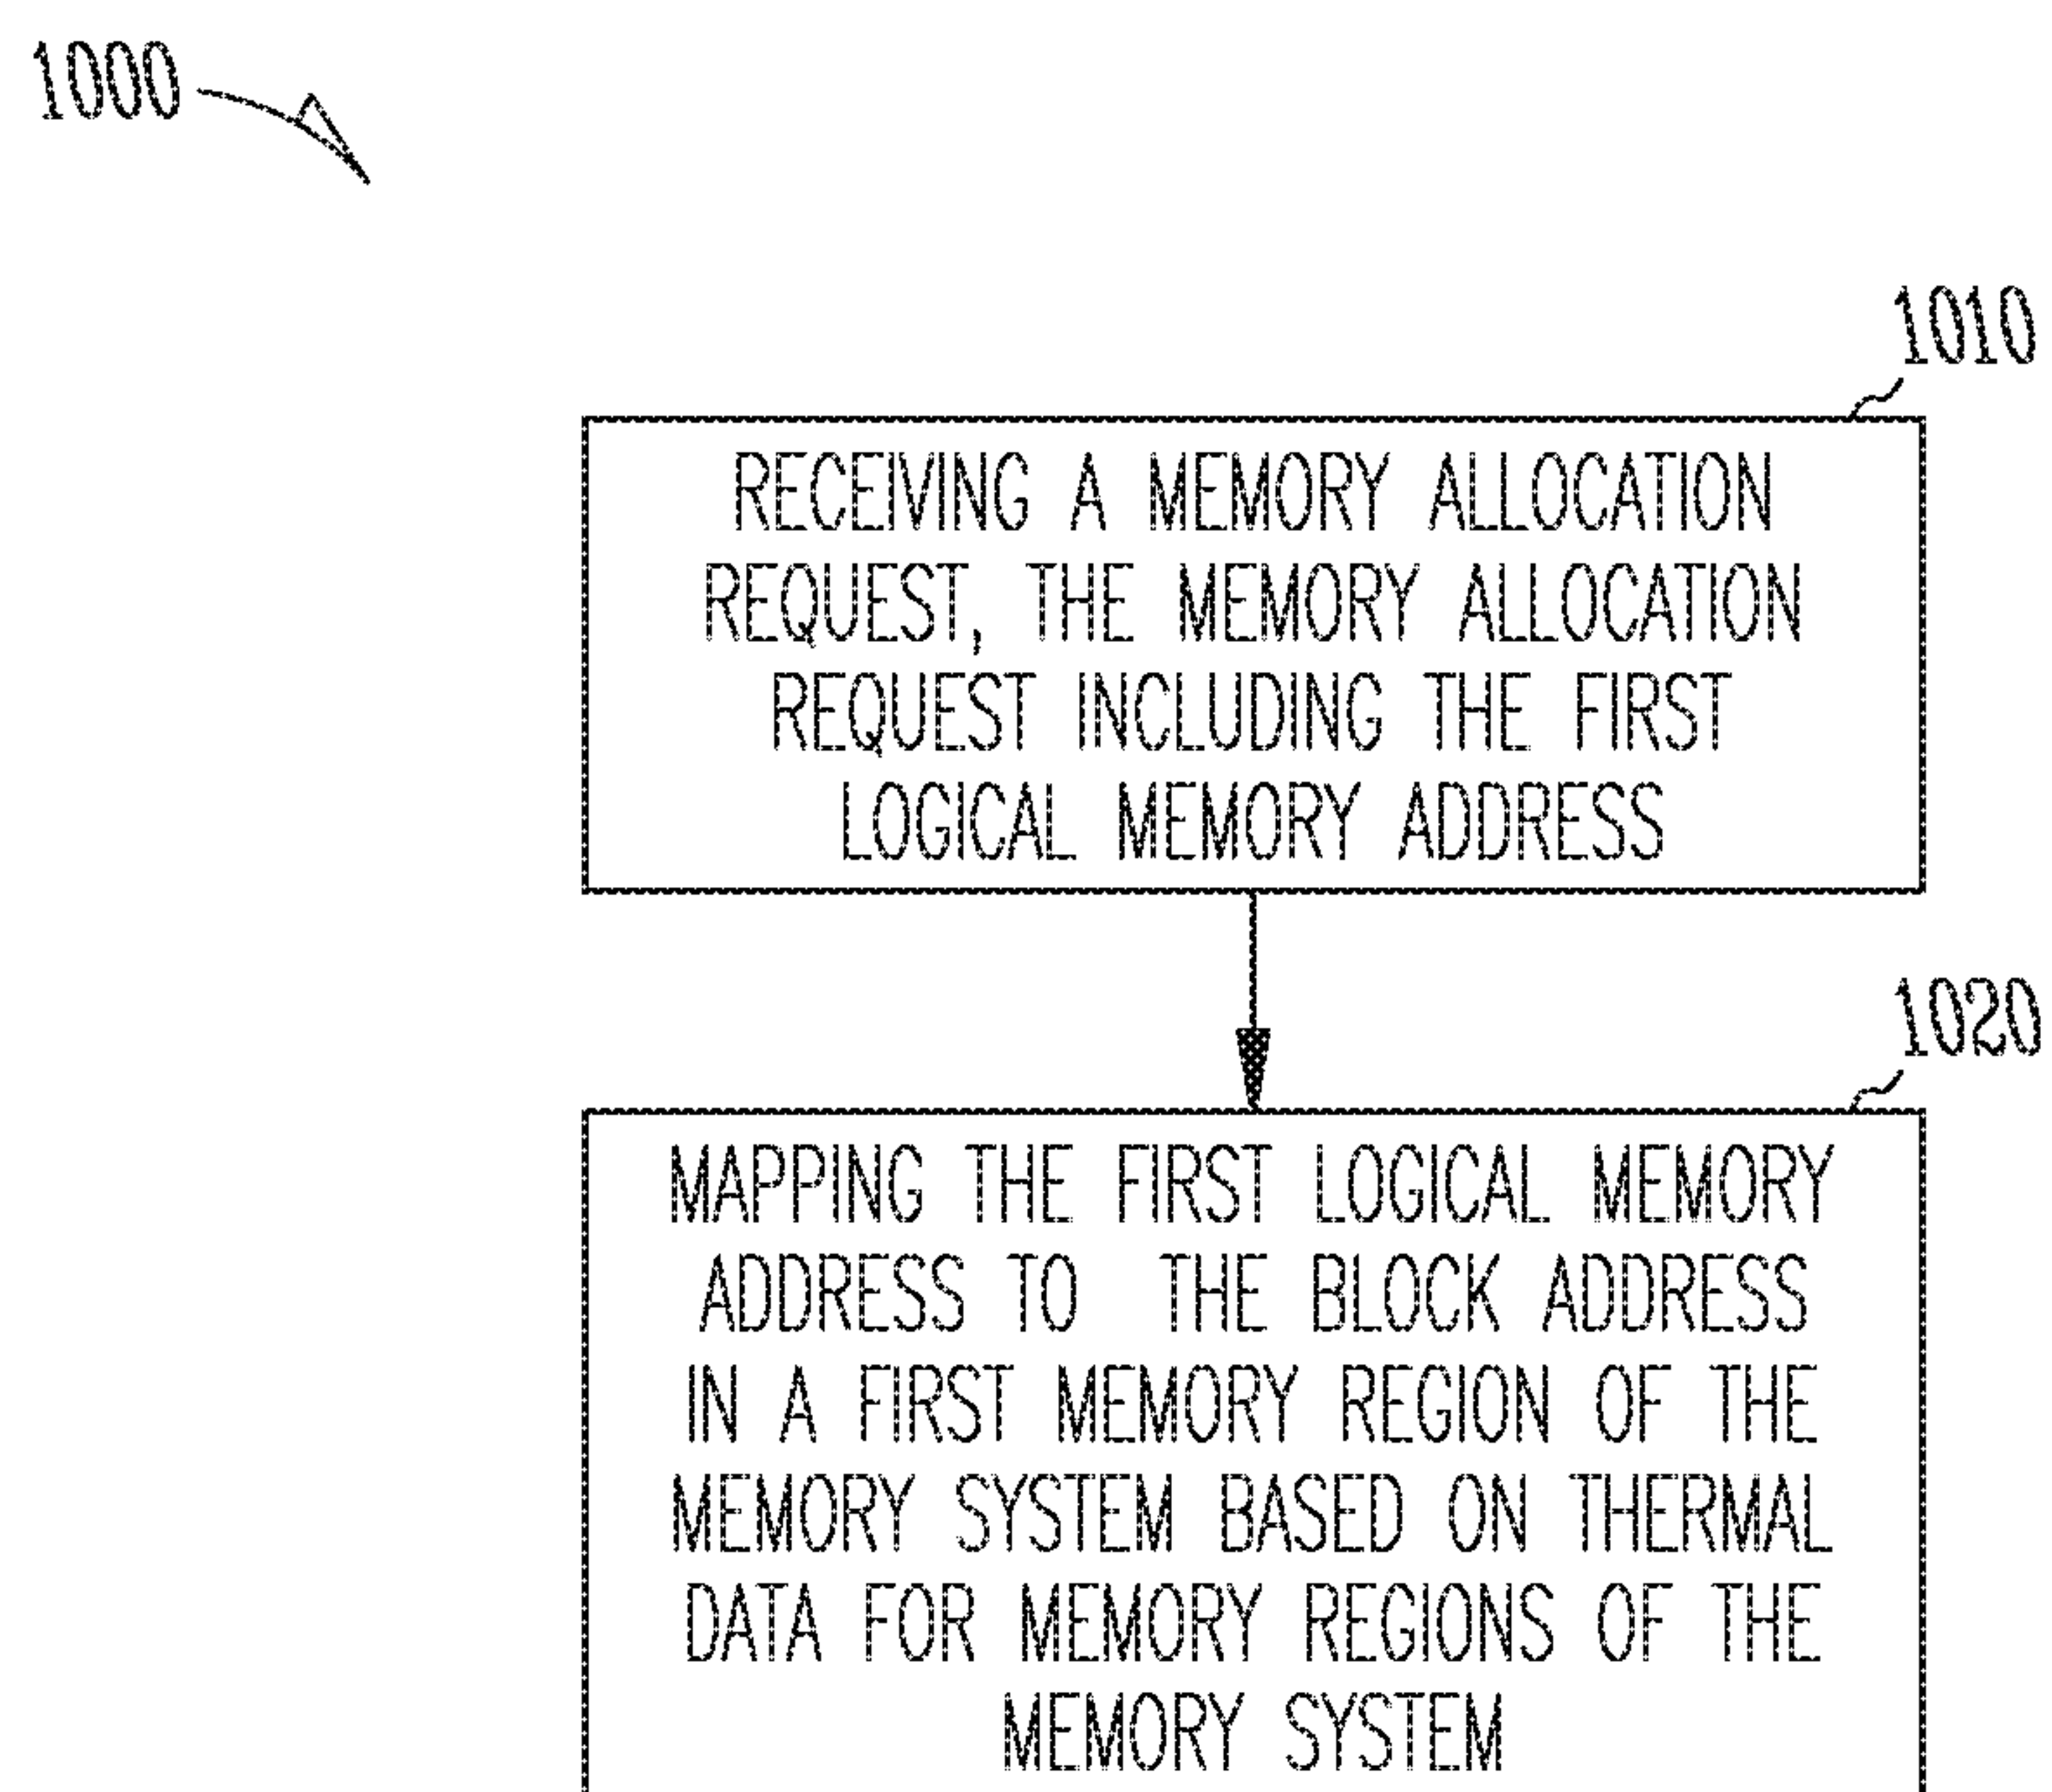 1000
1010
RECEIVING A MEMORY ALLOCATION
REQUEST, THE MEMORY ALLOCATION
REQUEST INCLUDING THE FIRST
LOGICAL MEMORY ADDRESS
1020
MAPPING THE FIRST LOGICAL MEMORY
ADDRESS TO THE BLOCK ADDRESS
IN A FIRST MEMORY REGION OF THE
MEMORY SYSTEM BASED ON THERMAL
DATA FOR MEMORY REGIONS OF THE
MEMORY SYSTEM